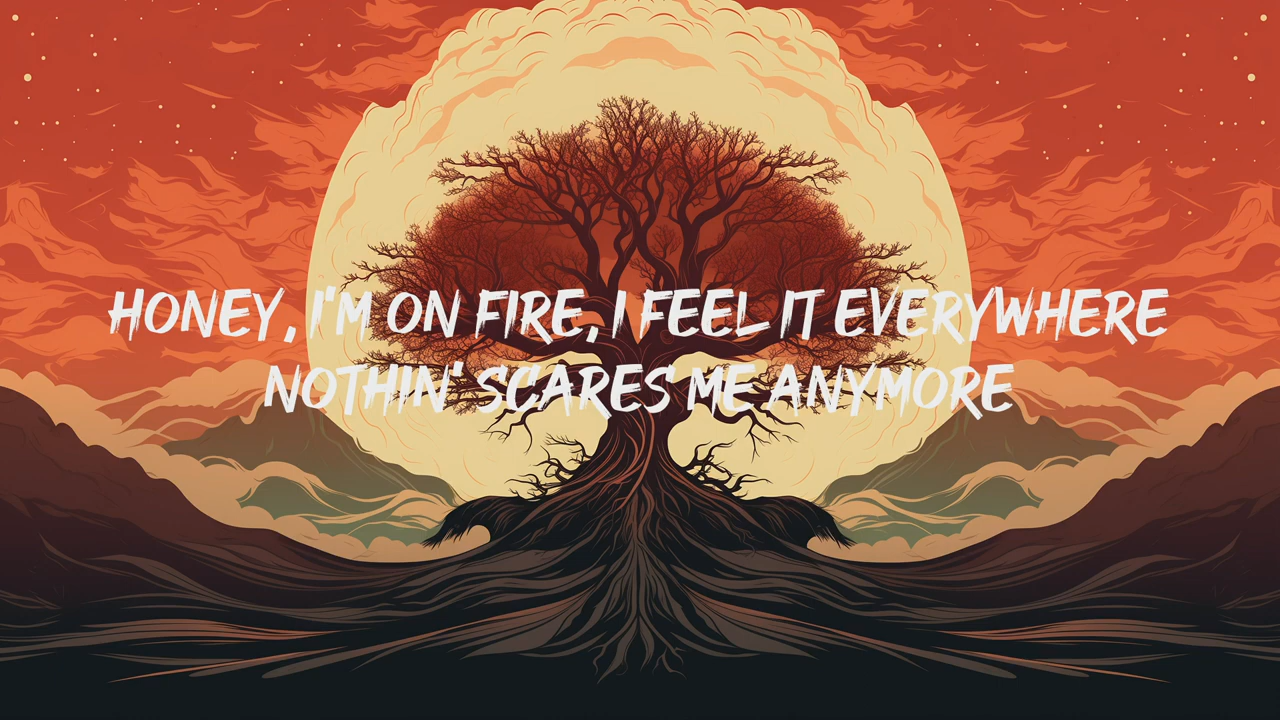 HONEY, I'M ON FIRE, I FEEL IT EVERYWHERE
NOTHIN' SCARES ME ANYMORE